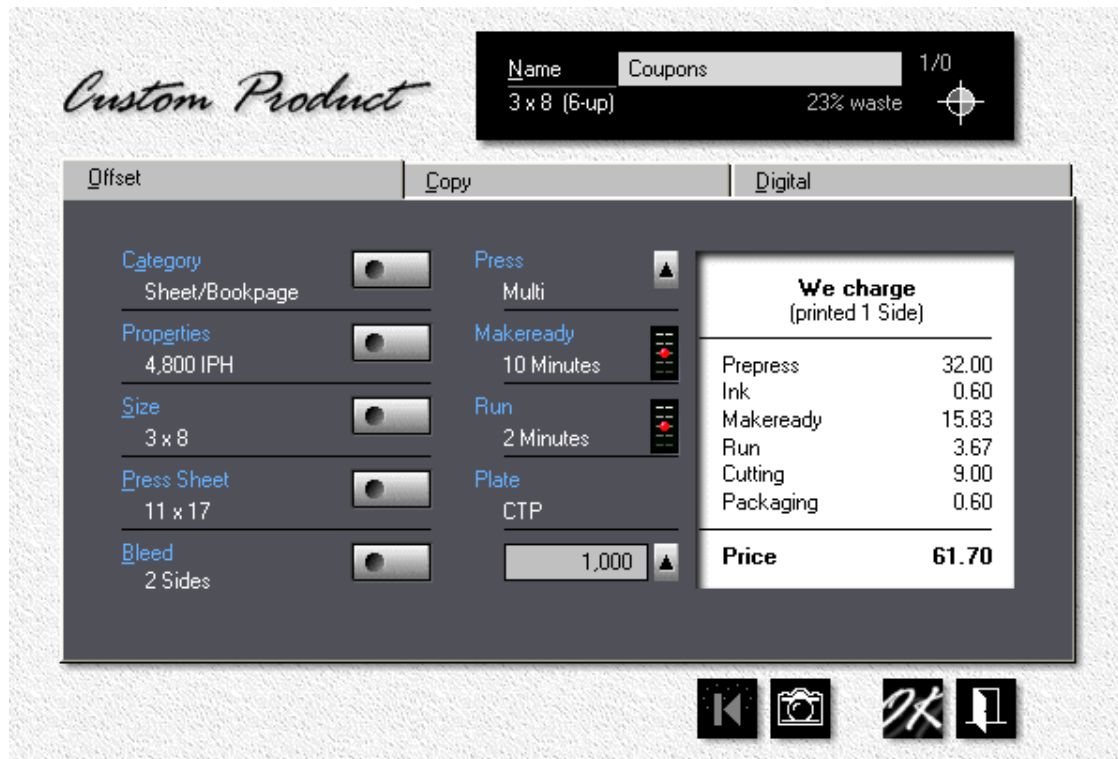 Custom Product
Name Coupons 1/0
3 x 8 (6-up) 23% waste
Offset Copy Digital
Category
Sheet/Bookpage
Properties
4,800 IPH
Size
3 x 8
Press Sheet
11 x 17
Bleed
2 Sides
Press
Multi
Makeready
10 Minutes
Run
2 Minutes
Plate
CTP
1,000
We charge
(printed 1 Side)
Prepress 32.00
Ink 0.60
Makeready 15.83
Run 3.67
Cutting 9.00
Packaging 0.60
Price 61.70
OK